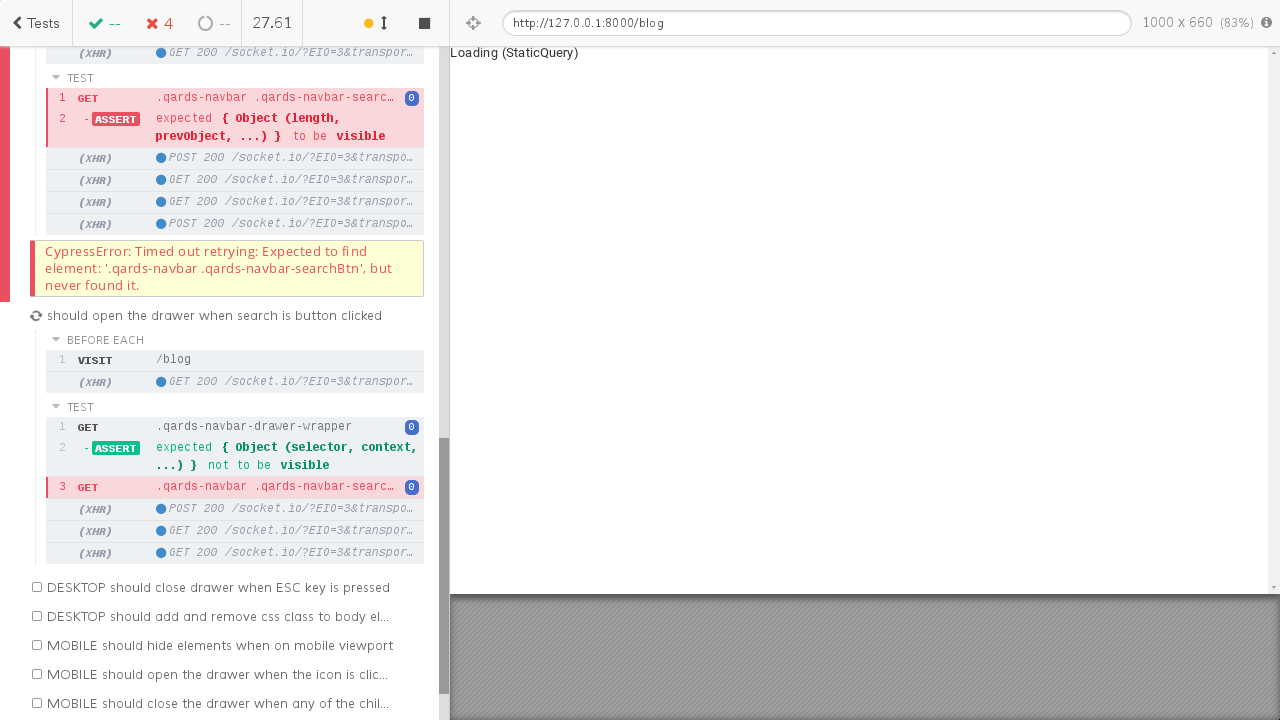 Tests
--
4
--
27.61
http://127.0.0.1:8000/blog
1000 x 660 (83%)
(XHR) GET 200 /socket.io/?EIO=3&transpor...
TEST
1 GET .qards-navbar .qards-navbar-searc... 0
2 -ASSERT expected { Object (length,
prevObject, ...) } to be visible
(XHR) POST 200 /socket.io/?EIO=3&transpo...
(XHR) GET 200 /socket.io/?EIO=3&transpor...
(XHR) GET 200 /socket.io/?EIO=3&transpor...
(XHR) POST 200 /socket.io/?EIO=3&transpo...
CypressError: Timed out retrying: Expected to find
element: '.qards-navbar .qards-navbar-searchBtn', but
never found it.
should open the drawer when search is button clicked
BEFORE EACH
1 VISIT /blog
(XHR) GET 200 /socket.io/?EIO=3&transpor...
TEST
1 GET .qards-navbar-drawer-wrapper 0
2 -ASSERT expected { Object (selector, context,
...) } not to be visible
3 GET .qards-navbar .qards-navbar-searc... 0
(XHR) POST 200 /socket.io/?EIO=3&transpo...
(XHR) GET 200 /socket.io/?EIO=3&transpor...
(XHR) GET 200 /socket.io/?EIO=3&transpor...
DESKTOP should close drawer when ESC key is pressed
DESKTOP should add and remove css class to body el...
MOBILE should hide elements when on mobile viewport
MOBILE should open the drawer when the icon is clic...
MOBILE should close the drawer when any of the chil...
Loading (StaticQuery)